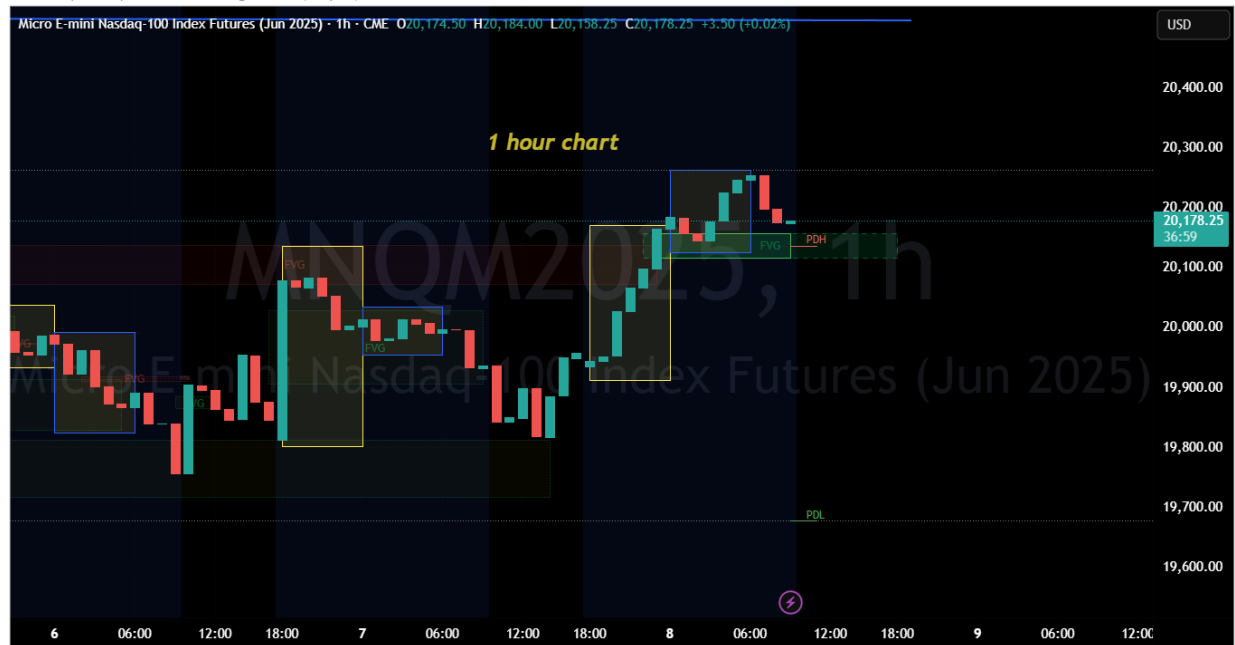 Micro E-mini Nasdaq-100 Index Futures (Jun 2025) · 1h · CME O20,174.50 H20,184.00 L20,158.25 C20,178.25 +3.50 (+0.02%)
USD
20,400.00
1 hour chart
20,300.00
20,200.00
20,178.25
36:59
MNQM2025, 1h
PDH
FVG
FVG
20,100.00
20,000.00
FVG
Micro E-mini Nasdaq-100 Index Futures (Jun 2025)
FVG
19,900.00
19,800.00
19,700.00
PDL
19,600.00
6 06:00 12:00 18:00 7 06:00 12:00 18:00 8 06:00 12:00 18:00 9 06:00 12:00